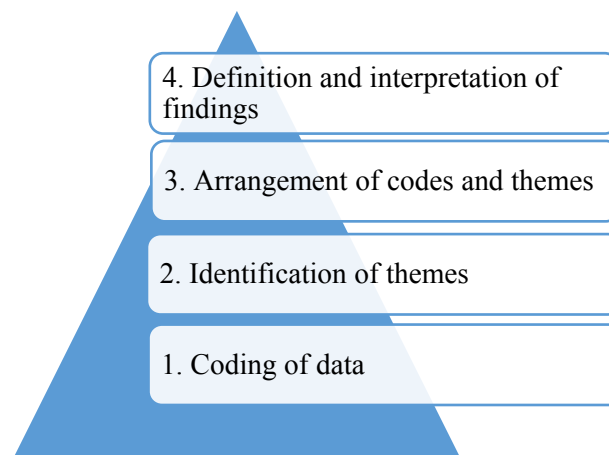 4. Definition and interpretation of
findings
3. Arrangement of codes and themes
2. Identification of themes
1. Coding of data